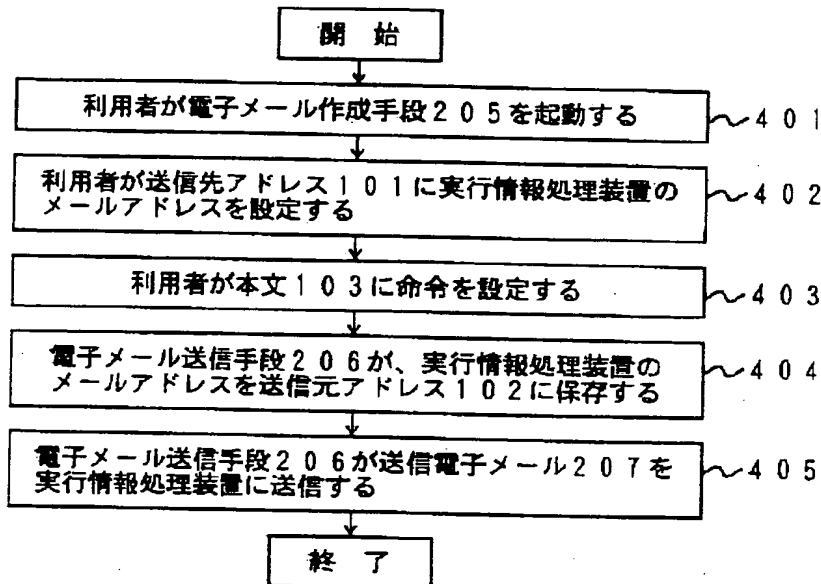 開 始
利用者が電子メール作成手段205を起動する
401
利用者が送信先アドレス101に実行情報処理装置の
メールアドレスを設定する
402
利用者が本文103に命令を設定する
403
電子メール送信手段206が、実行情報処理装置の
メールアドレスを送信元アドレス102に保存する
404
電子メール送信手段206が送信電子メール207を
実行情報処理装置に送信する
405
終 了